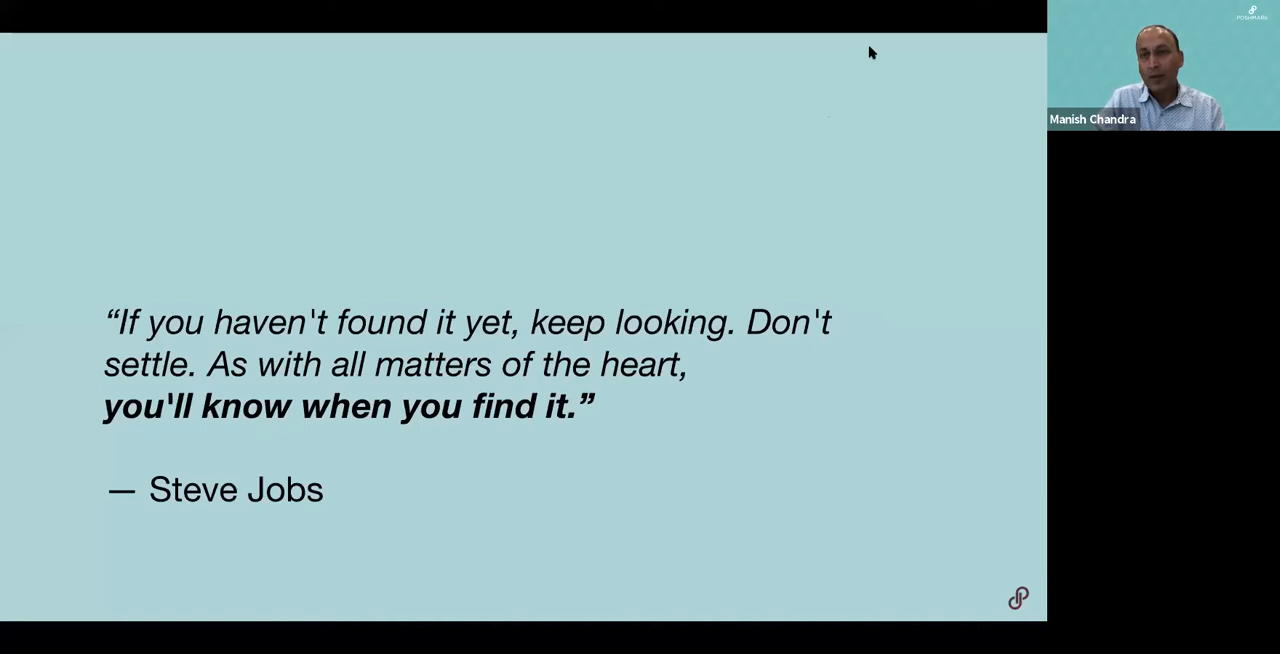 POSHMARK
Manish Chandra
“If you haven't found it yet, keep looking. Don't
settle. As with all matters of the heart,
you'll know when you find it.”
— Steve Jobs